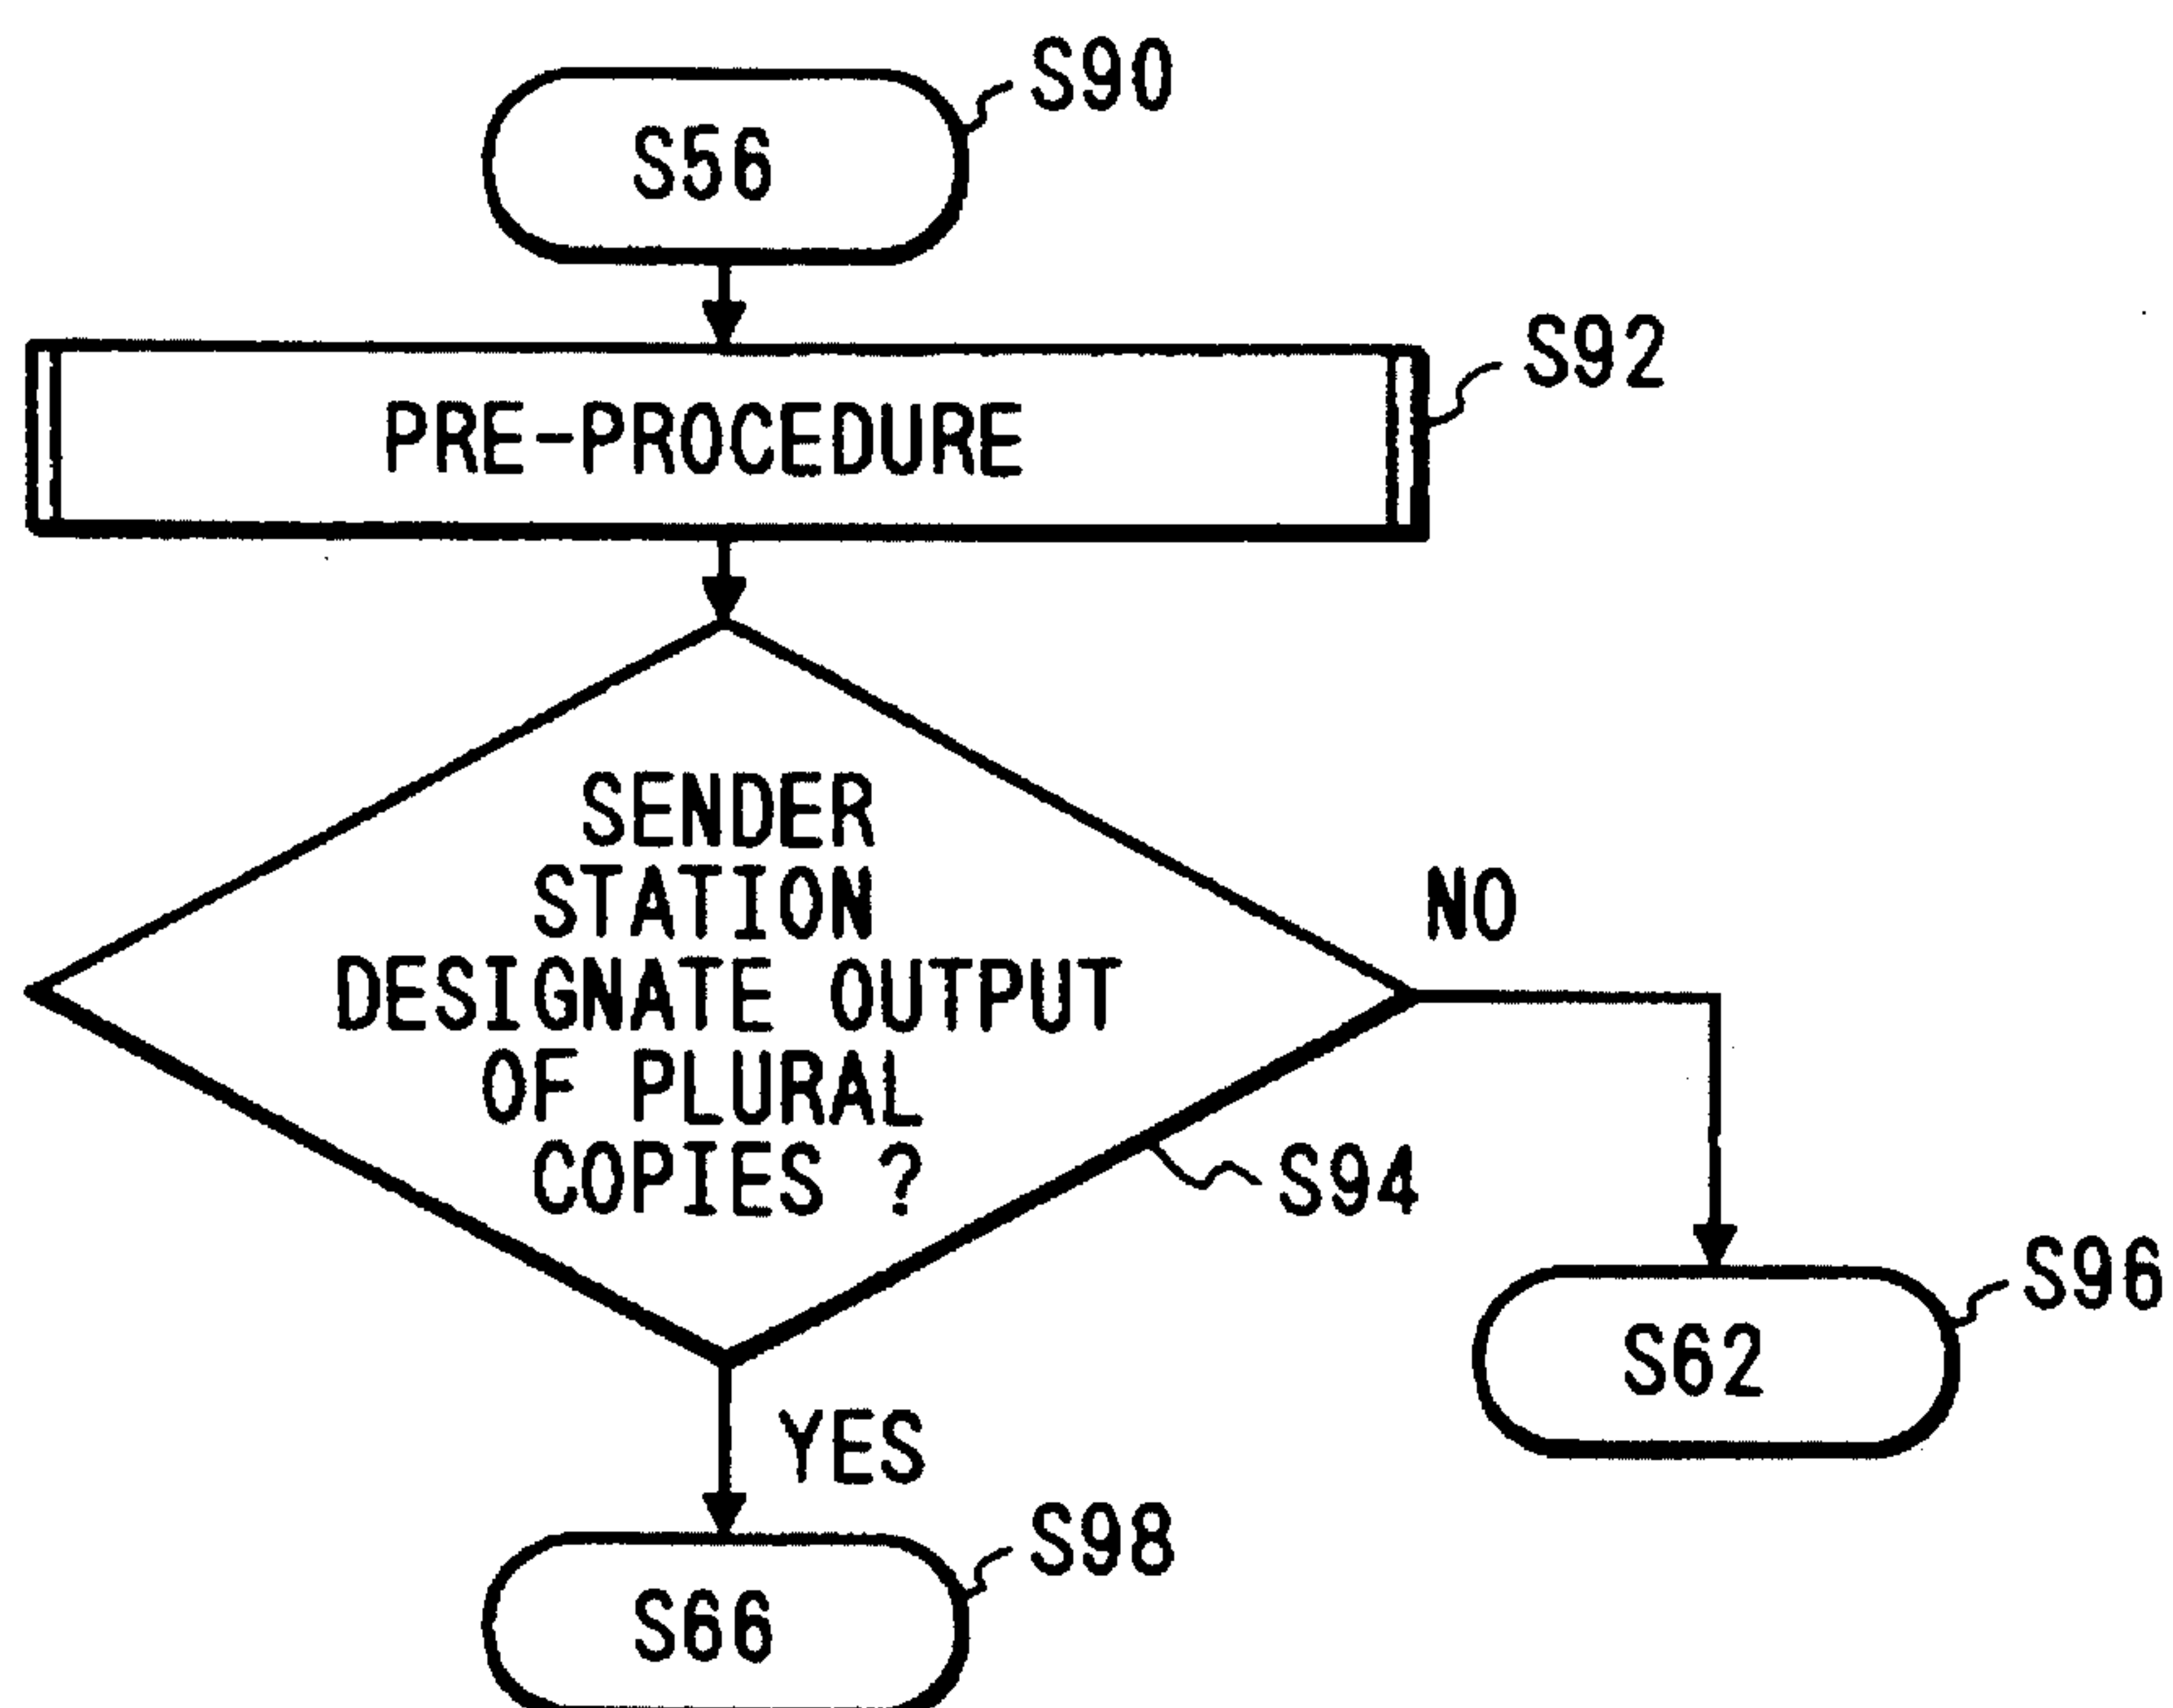 S90
S56
S92
PRE-PROCEDURE
SENDER
STATION
DESIGNATE OUTPUT
OF PLURAL
COPIES ?
NO
S94
S96
S62
YES
S98
S66